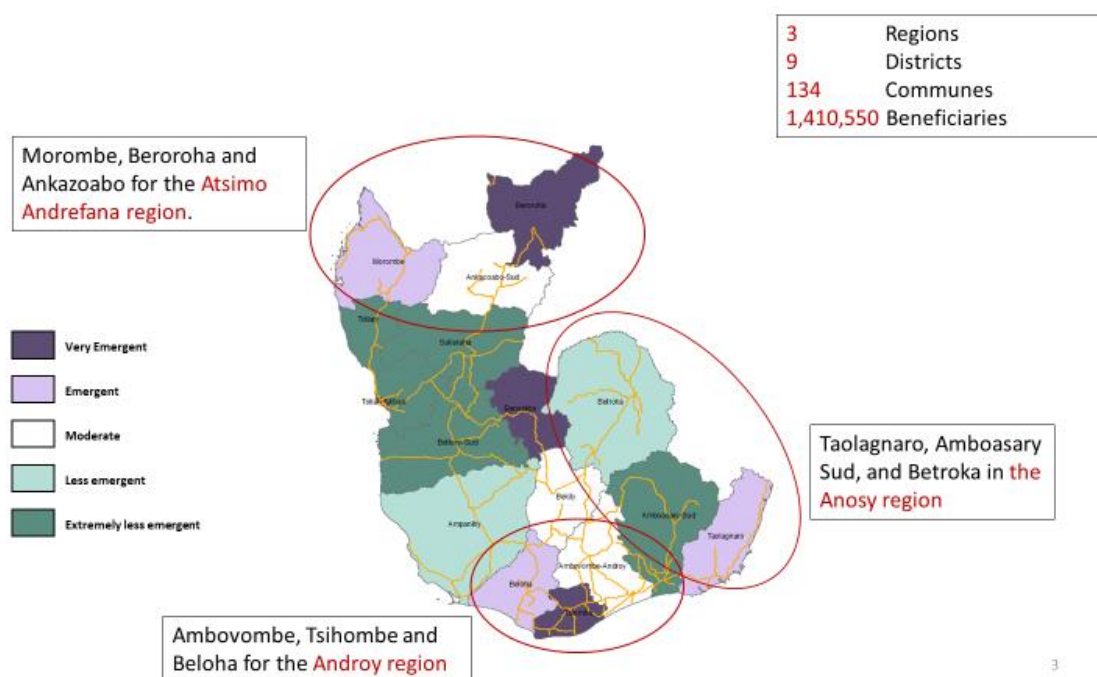 3 Regions
9 Districts
134 Communes
1,410,550 Beneficiaries
Morombe, Beroroha and
Ankazoabo for the Atsimo
Andrefana region.
Beroroha
Morombe
Ankazoabo-Sud
Sakaraha
Betroka
Betioky-Sud
Very Emergent
Emergent
Moderate
Less emergent
Extremely less emergent
Taolagnaro, Amboasary
Sud, and Betroka in the
Anosy region
Bekily
Amboasary-Sud
Ampanihy
Taolagnaro
Ambovombe-Androy
Beloha
Ambovombe, Tsihombe and
Beloha for the Androy region
3